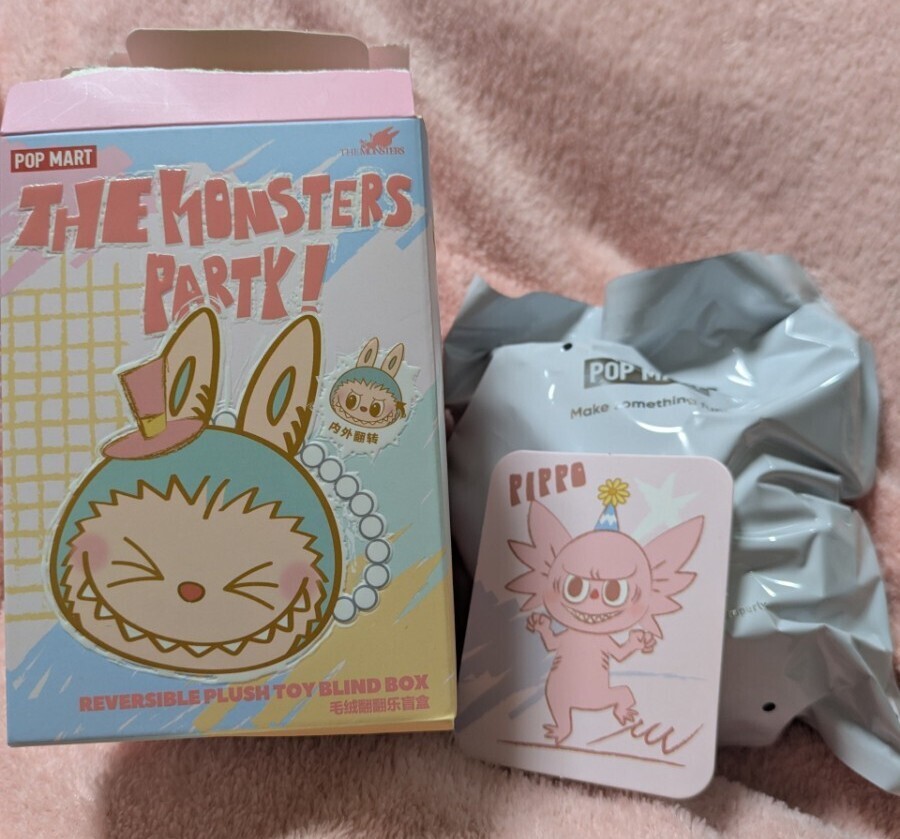 POP MART
THE MONSTERS
THE MONSTERS
PARTY!
内外翻转
REVERSIBLE PLUSH TOY BLIND BOX
毛绒翻翻乐盲盒
POP
Make something
PIPPO